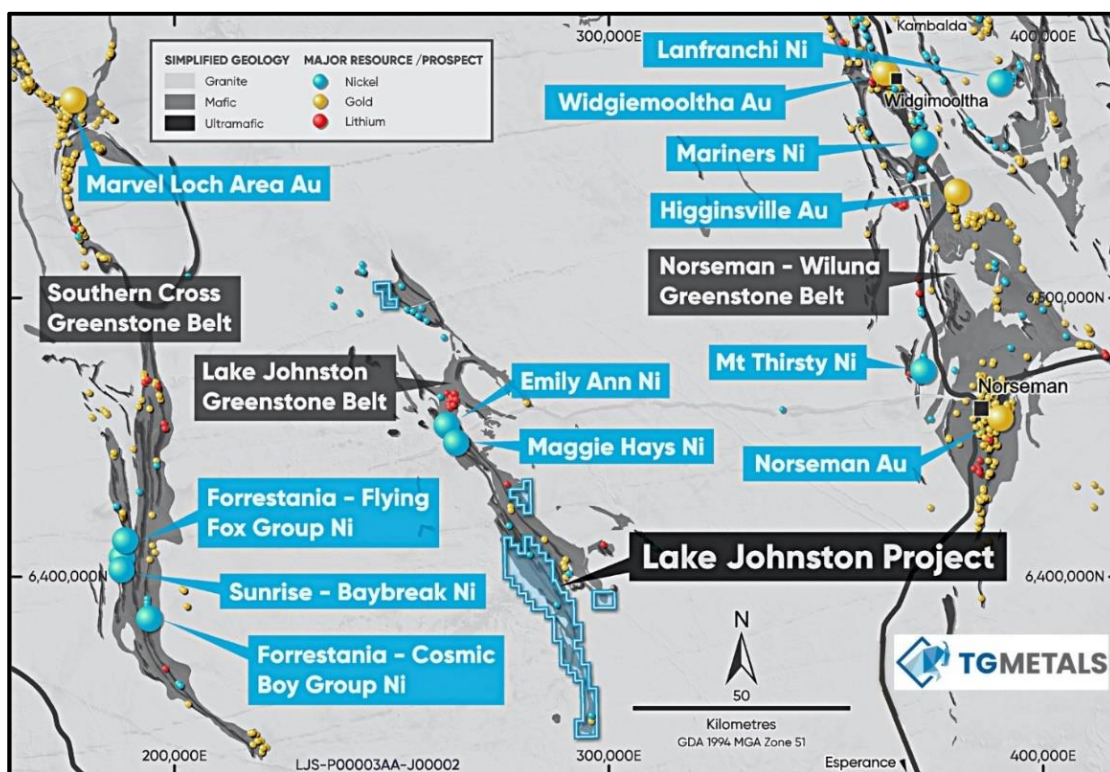 300,000E
Kambalda
400,000E
SIMPLIFIED GEOLOGY
Granite
Mafic
Ultramafic
MAJOR RESOURCE /PROSPECT
Nickel
Gold
Lithium
Lanfranchi Ni
Widgiemooltha Au
Widgimooltha
Mariners Ni
Marvel Loch Area Au
Higginsville Au
Norseman - Wiluna
Greenstone Belt
Southern Cross
Greenstone Belt
6,500,000N
Lake Johnston
Greenstone Belt
Emily Ann Ni
Mt Thirsty Ni
Norseman
Maggie Hays Ni
Norseman Au
Forrestania - Flying
Fox Group Ni
Lake Johnston Project
6,400,000N
Sunrise - Baybreak Ni
6,400,000N
Forrestania - Cosmic
Boy Group Ni
N
TGMETALS
50
Kilometres
GDA 1994 MGA Zone 51
200,000E
LJS-P00003AA-J00002
300,000E
Esperance
400,000E